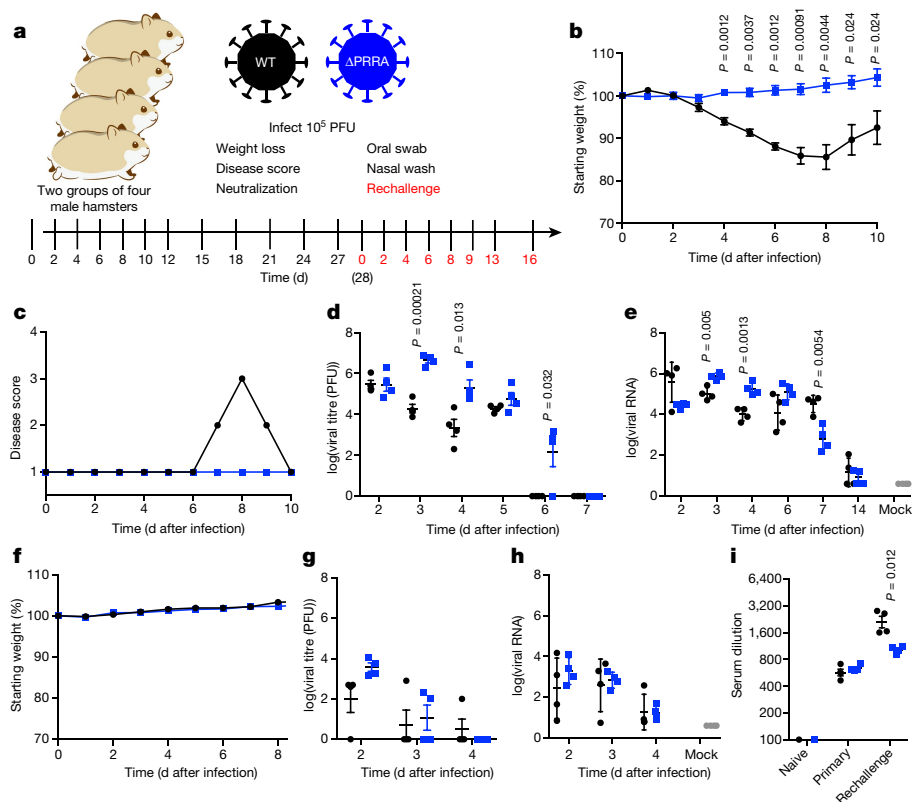 a
WT
ΔPRRA
Infect 10⁵ PFU
Weight loss
Oral swab
Disease score
Nasal wash
Neutralization
Rechallenge
Two groups of four
male hamsters
0 2 4 6 8 10 12 15 18 21 24 27 0 2 4 6 8 9 13 16
Time (d)
(28)
b
P = 0.0012
P = 0.0037
P = 0.0012
P = 0.00091
P = 0.00044
P = 0.024
P = 0.024
Starting weight (%)
110
100
90
80
70
0 2 4 6 8 10
Time (d after infection)
c
Disease score
4
3
2
1
0 2 4 6 8 10
Time (d after infection)
d
P = 0.00021
P = 0.013
P = 0.032
log(viral titre (PFU))
8
6
4
2
0
2 3 4 5 6 7
Time (d after infection)
e
P = 0.005
P = 0.0013
P = 0.0054
log(viral RNA)
8
6
4
2
0
2 3 4 6 7 14 Mock
Time (d after infection)
f
Starting weight (%)
110
100
90
80
70
0 2 4 6 8
Time (d after infection)
g
log(viral titre (PFU))
8
6
4
2
0
2 3 4
Time (d after infection)
h
log(viral RNA)
8
6
4
2
0
2 3 4 Mock
Time (d after infection)
i
P = 0.012
Serum dilution
6,400
3,200
1,600
800
400
200
100
Naive
Primary
Rechallenge